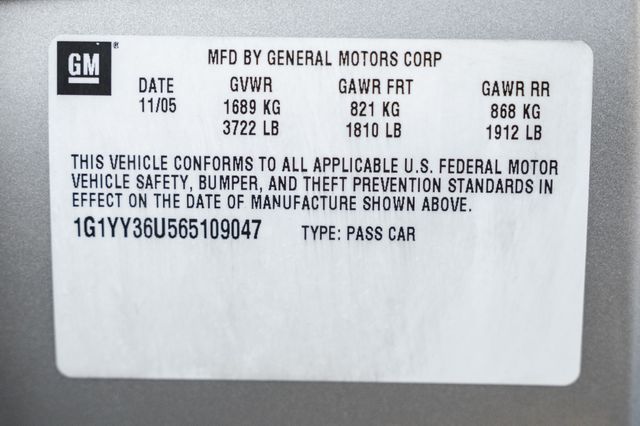 GM ®
MFD BY GENERAL MOTORS CORP
DATE GVWR GAWR FRT GAWR RR
11/05 1689 KG 821 KG 868 KG
3722 LB 1810 LB 1912 LB
THIS VEHICLE CONFORMS TO ALL APPLICABLE U.S. FEDERAL MOTOR
VEHICLE SAFETY, BUMPER, AND THEFT PREVENTION STANDARDS IN
EFFECT ON THE DATE OF MANUFACTURE SHOWN ABOVE.
1G1YY36U565109047 TYPE: PASS CAR